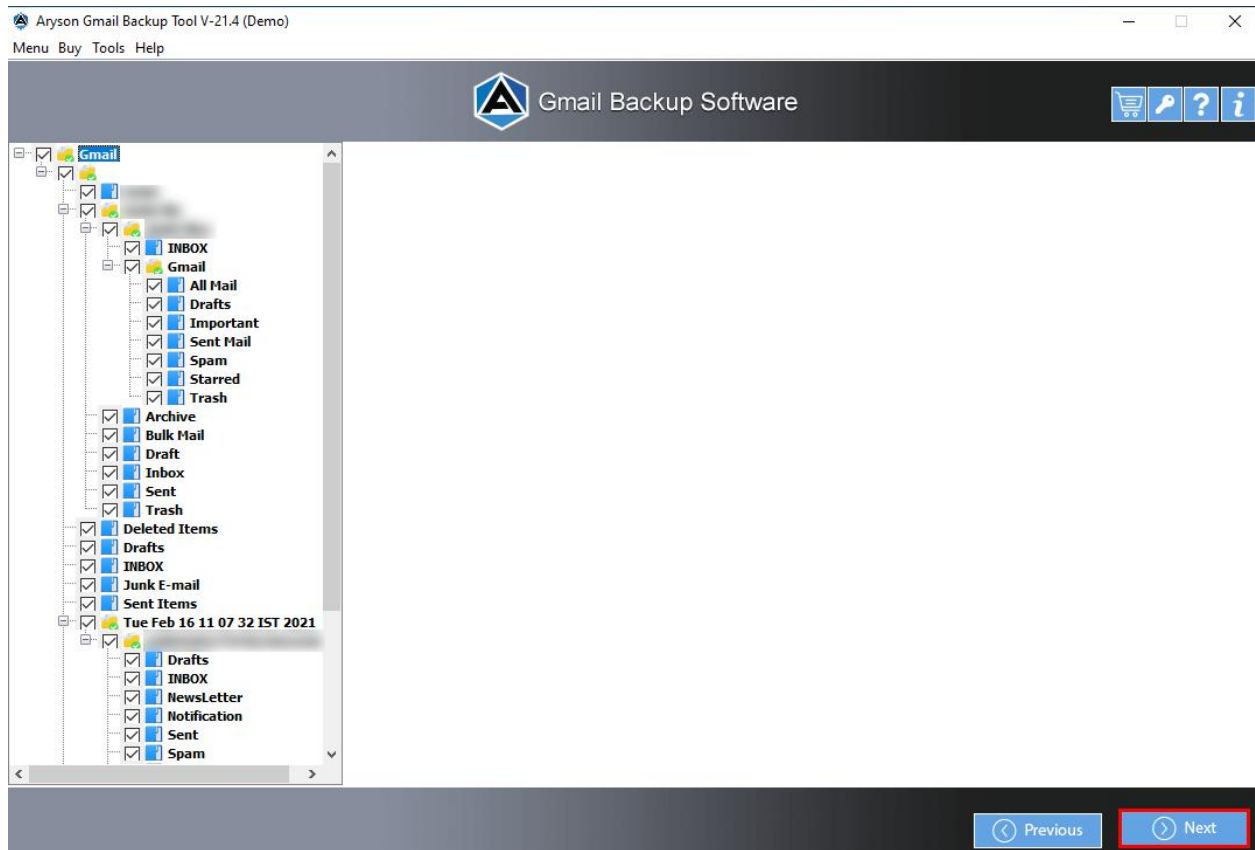 Aryson Gmail Backup Tool V-21.4 (Demo)
Menu Buy Tools Help
Gmail Backup Software
Gmail
INBOX
Gmail
All Mail
Drafts
Important
Sent Mail
Spam
Starred
Trash
Archive
Bulk Mail
Draft
Inbox
Sent
Trash
Deleted Items
Drafts
INBOX
Junk E-mail
Sent Items
Tue Feb 16 11 07 32 IST 2021
Drafts
INBOX
NewsLetter
Notification
Sent
Spam
Previous
Next